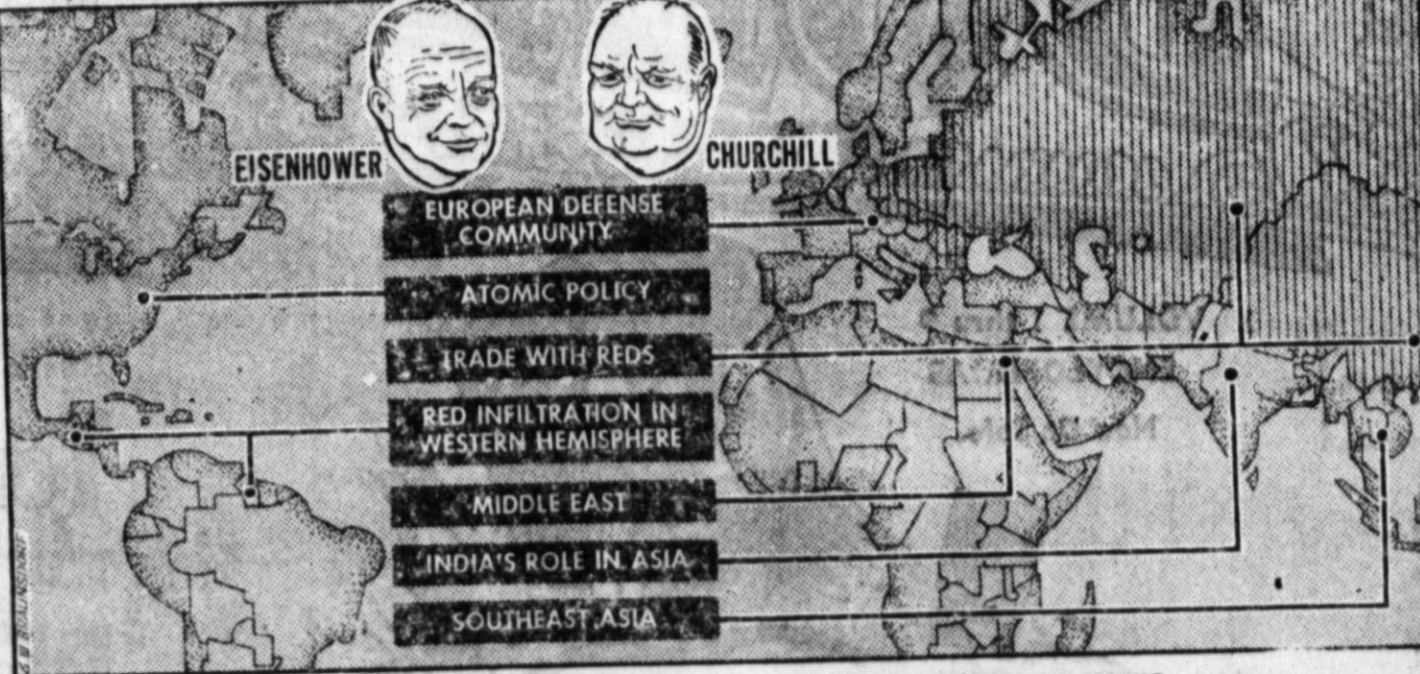 EISENHOWER
CHURCHILL
EUROPEAN DEFENSE
COMMUNITY
ATOMIC POLICY
TRADE WITH REDS
RED INFILTRATION IN
WESTERN HEMISPHERE
MIDDLE EAST
INDIA'S ROLE IN ASIA
SOUTHEAST ASIA